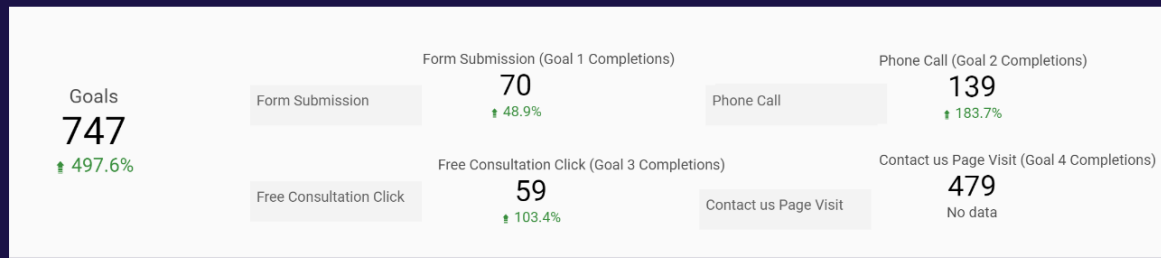 Goals
747
497.6%
Form Submission
Form Submission (Goal 1 Completions)
70
48.9%
Phone Call
Phone Call (Goal 2 Completions)
139
183.7%
Free Consultation Click
Free Consultation Click (Goal 3 Completions)
59
103.4%
Contact us Page Visit
Contact us Page Visit (Goal 4 Completions)
479
No data